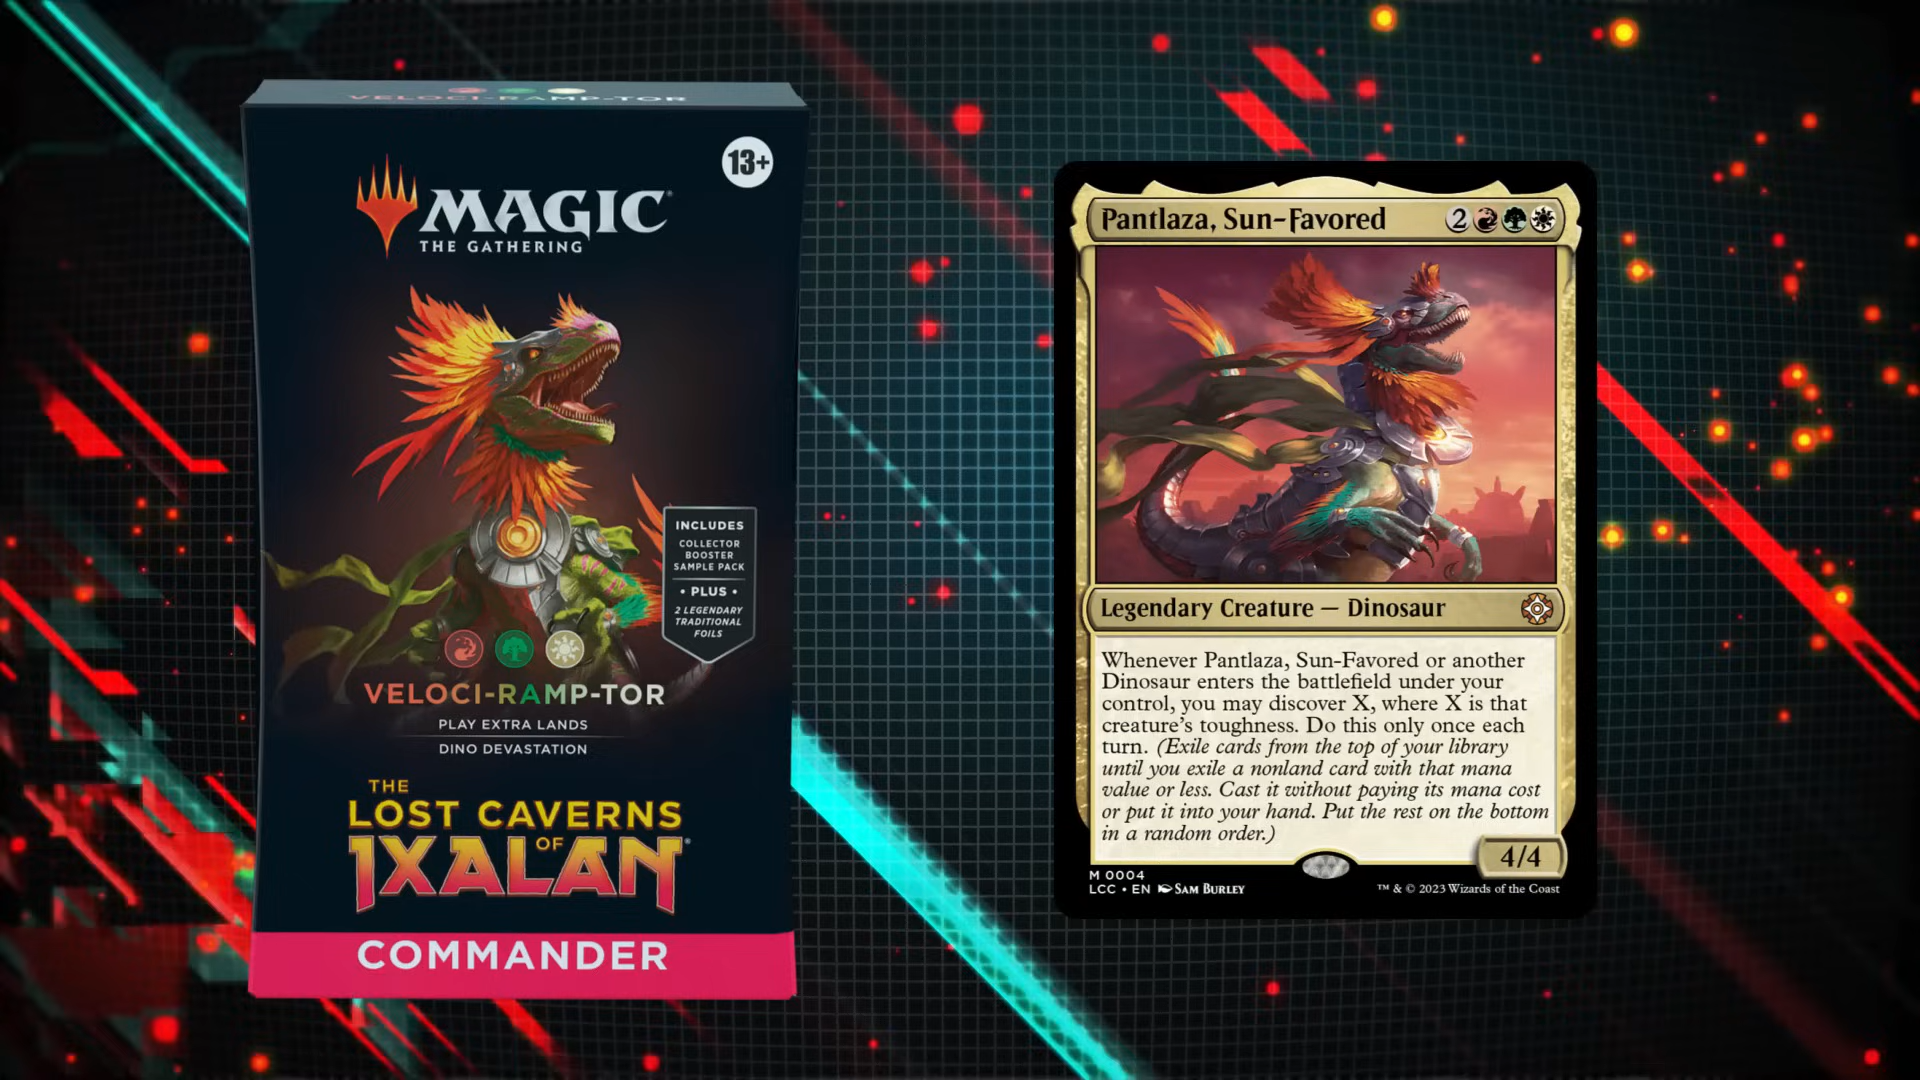 VELOCI-RAMP-TOR
13+
MAGIC
THE GATHERING
INCLUDES
COLLECTOR
BOOSTER
SAMPLE PACK
• PLUS •
2 LEGENDARY
TRADITIONAL
FOILS
VELOCI-RAMP-TOR
PLAY EXTRA LANDS
DINO DEVASTATION
THE
LOST CAVERNS
OF
IXALAN
COMMANDER
Pantlaza, Sun-Favored 2
Legendary Creature — Dinosaur
Whenever Pantlaza, Sun-Favored or another
Dinosaur enters the battlefield under your
control, you may discover X, where X is that
creature's toughness. Do this only once each
turn. (Exile cards from the top of your library
until you exile a nonland card with that mana
value or less. Cast it without paying its mana cost
or put it into your hand. Put the rest on the bottom
in a random order.)
4/4
M 0004
LCC • EN SAM BURLEY
™ & © 2023 Wizards of the Coast